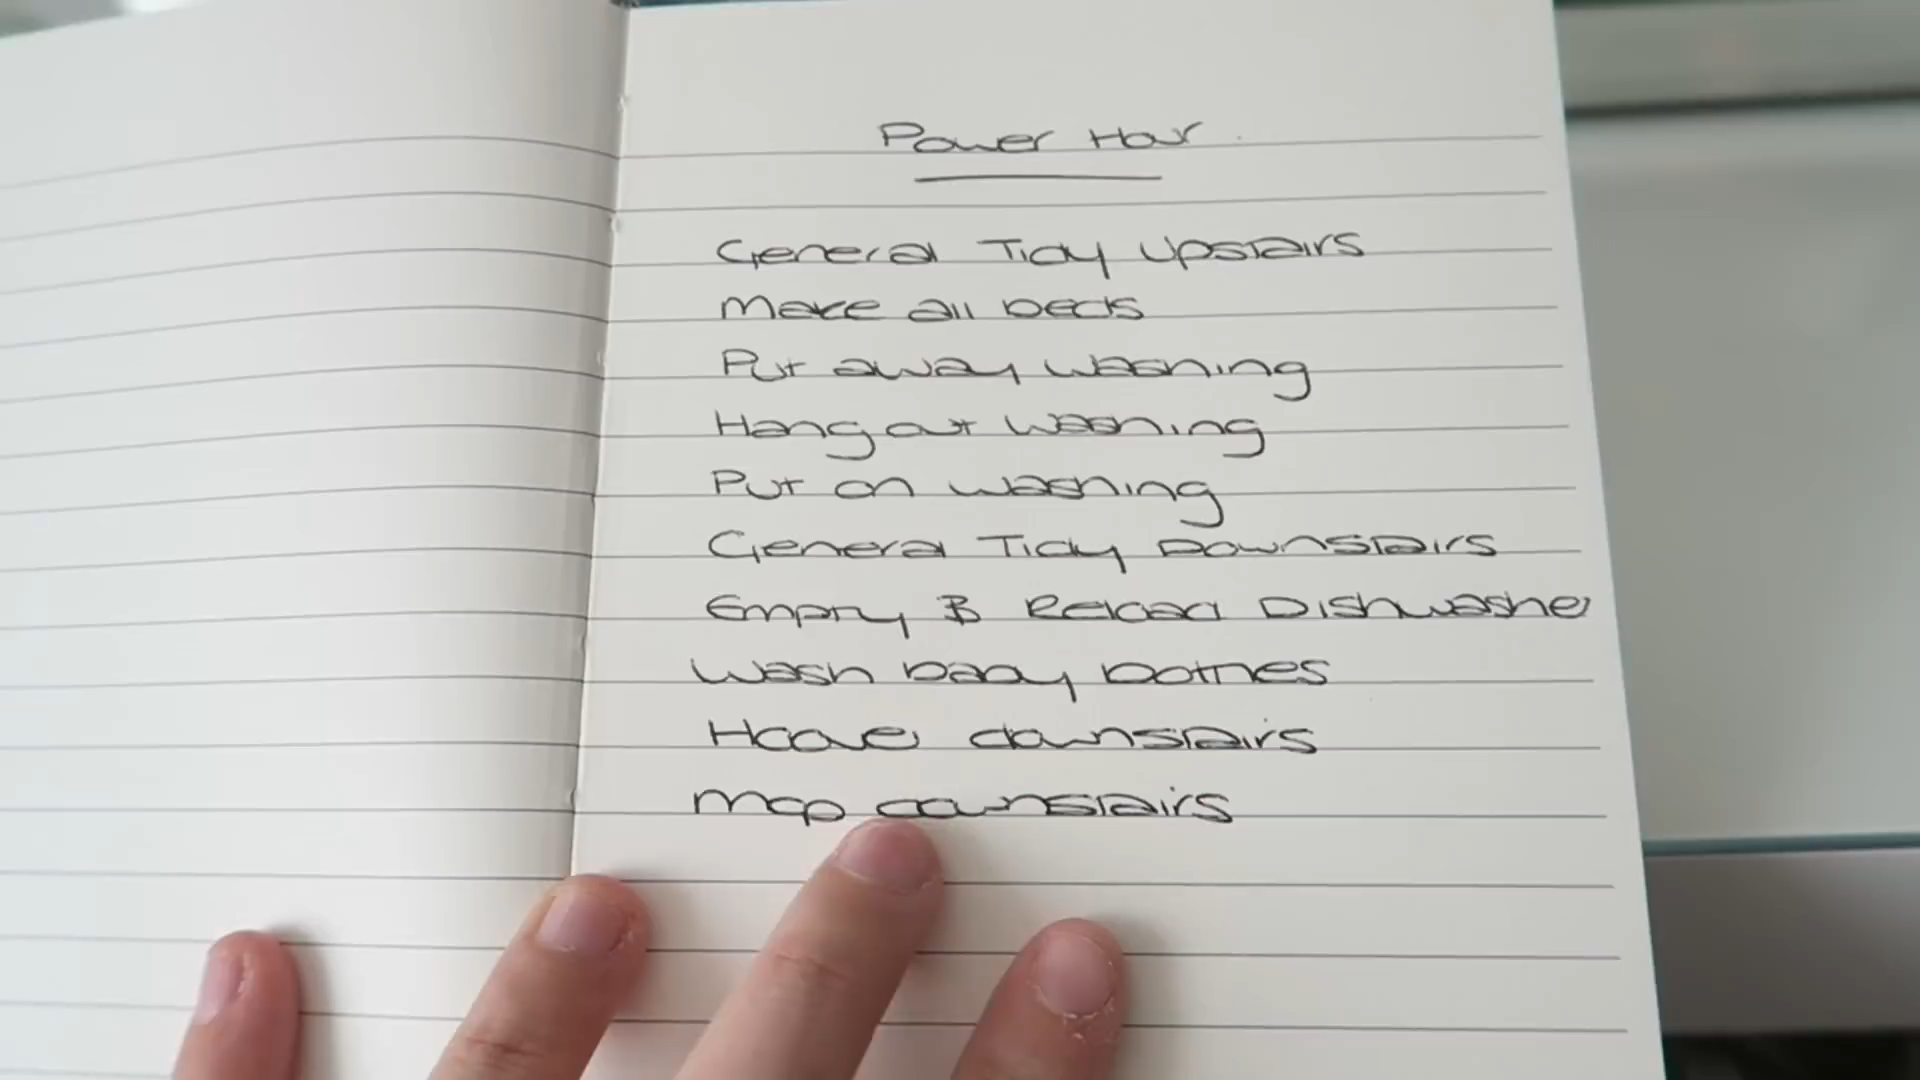 Power Hour
General Tidy Upstairs
Make all beds
Put away washing
Hang out washing
Put on washing
General Tidy Downstairs
Empty & Reload Dishwasher
Wash baby bottles
Hoover downstairs
Mop downstairs